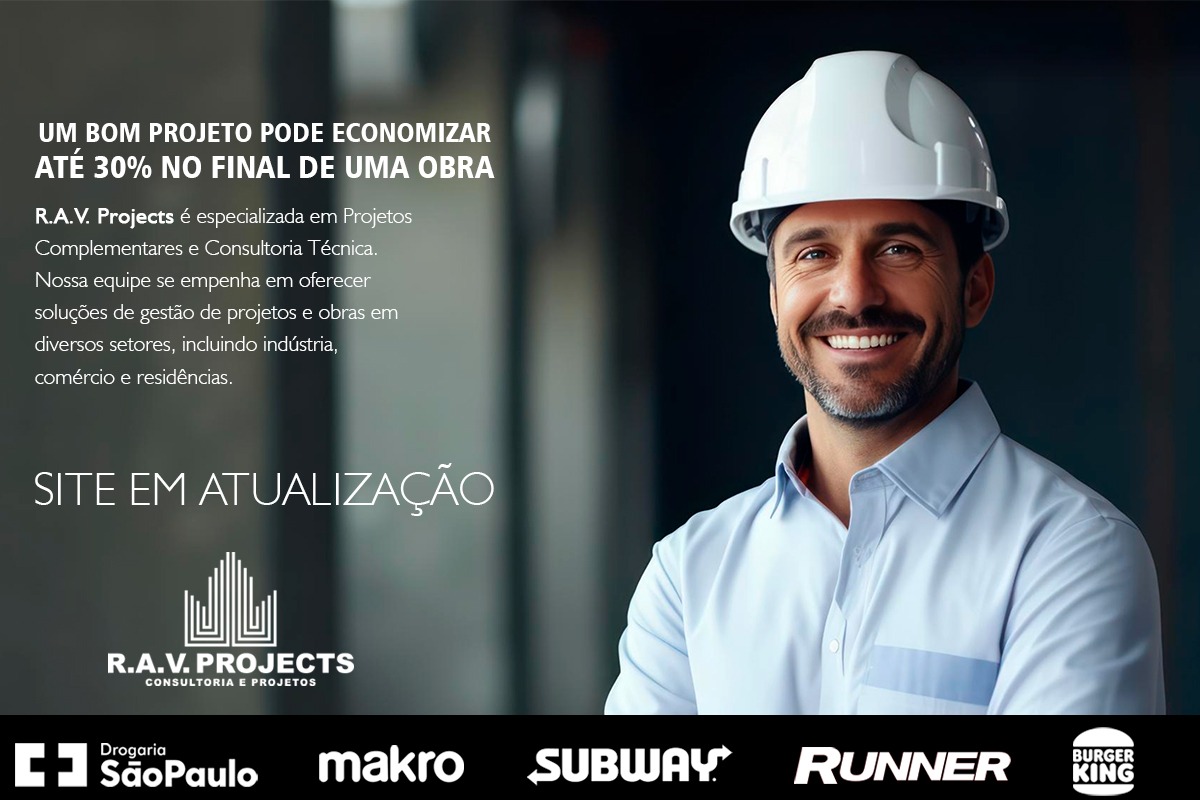 UM BOM PROJETO PODE ECONOMIZAR
ATÉ 30% NO FINAL DE UMA OBRA
R.A.V. Projects é especializada em Projetos
Complementares e Consultoria Técnica.
Nossa equipe se empenha em oferecer
soluções de gestão de projetos e obras em
diversos setores, incluindo indústria,
comércio e residências.
SITE EM ATUALIZAÇÃO
R.A.V. PROJECTS
CONSULTORIA E PROJETOS
Drogaria
SãoPaulo
makro
SUBWAY
RUNNER
BURGER
KING